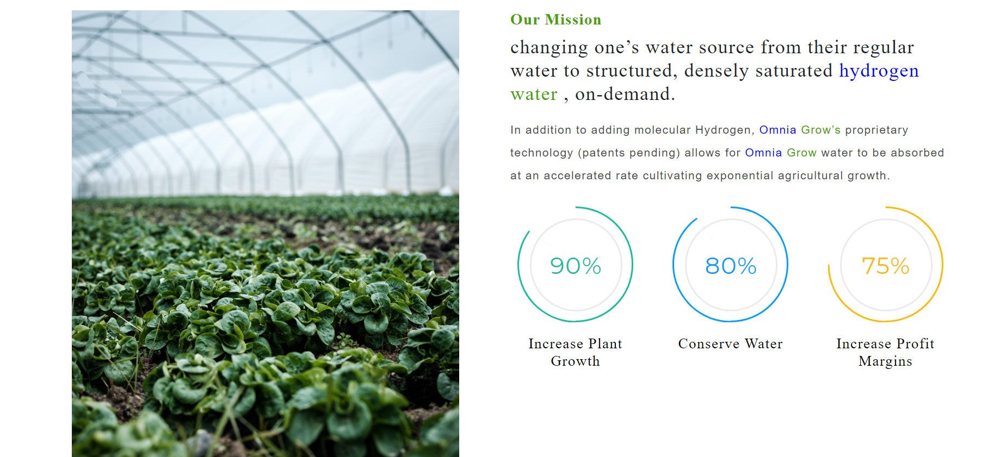 Our Mission
changing one’s water source from their regular
water to structured, densely saturated hydrogen
water , on-demand.
In addition to adding molecular Hydrogen, Omnia Grow’s proprietary
technology (patents pending) allows for Omnia Grow water to be absorbed
at an accelerated rate cultivating exponential agricultural growth.
90%
80%
75%
Increase Plant
Growth
Conserve Water
Increase Profit
Margins